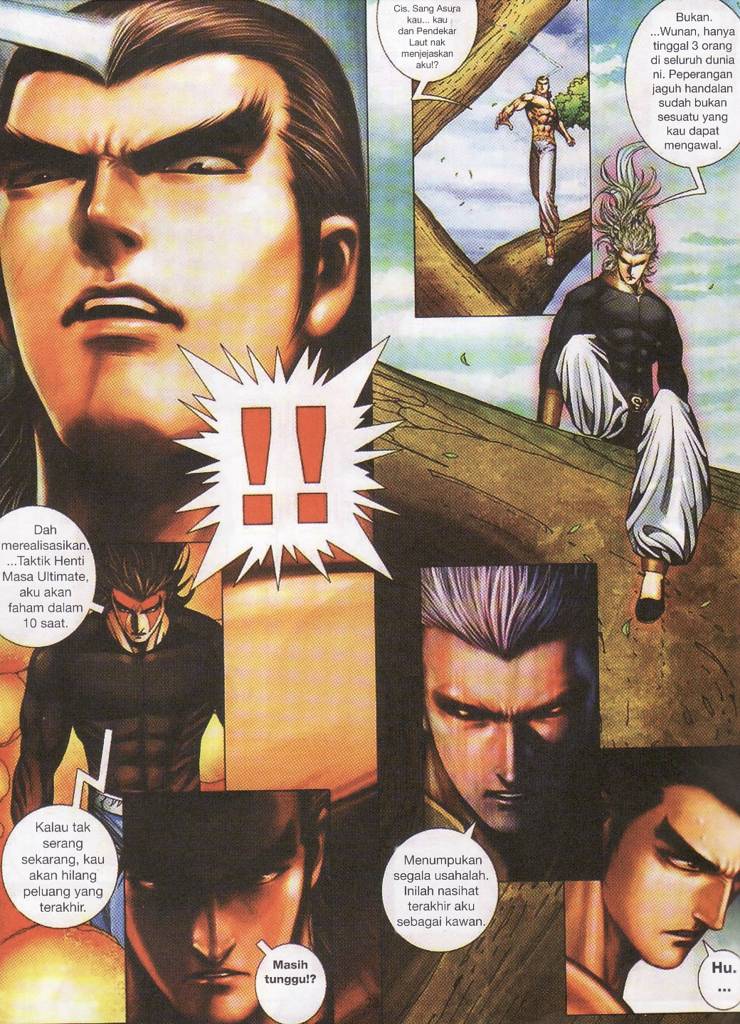 Cis. Sang Asura
kau... kau
dan Pendekar
Laut nak
menjejaskan
aku!?
Bukan.
...Wunan, hanya
tinggal 3 orang
di seluruh dunia
ni. Peperangan
jaguh handalan
sudah bukan
sesuatu yang
kau dapat
mengawal.
!!
Dah
merealisasikan.
...Taktik Henti
Masa Ultimate,
aku akan
faham dalam
10 saat.
Kalau tak
serang
sekarang, kau
akan hilang
peluang yang
terakhir.
Masih
tunggu!?
Menumpukan
segala usahalah.
Inilah nasihat
terakhir aku
sebagai kawan.
Hu.
...